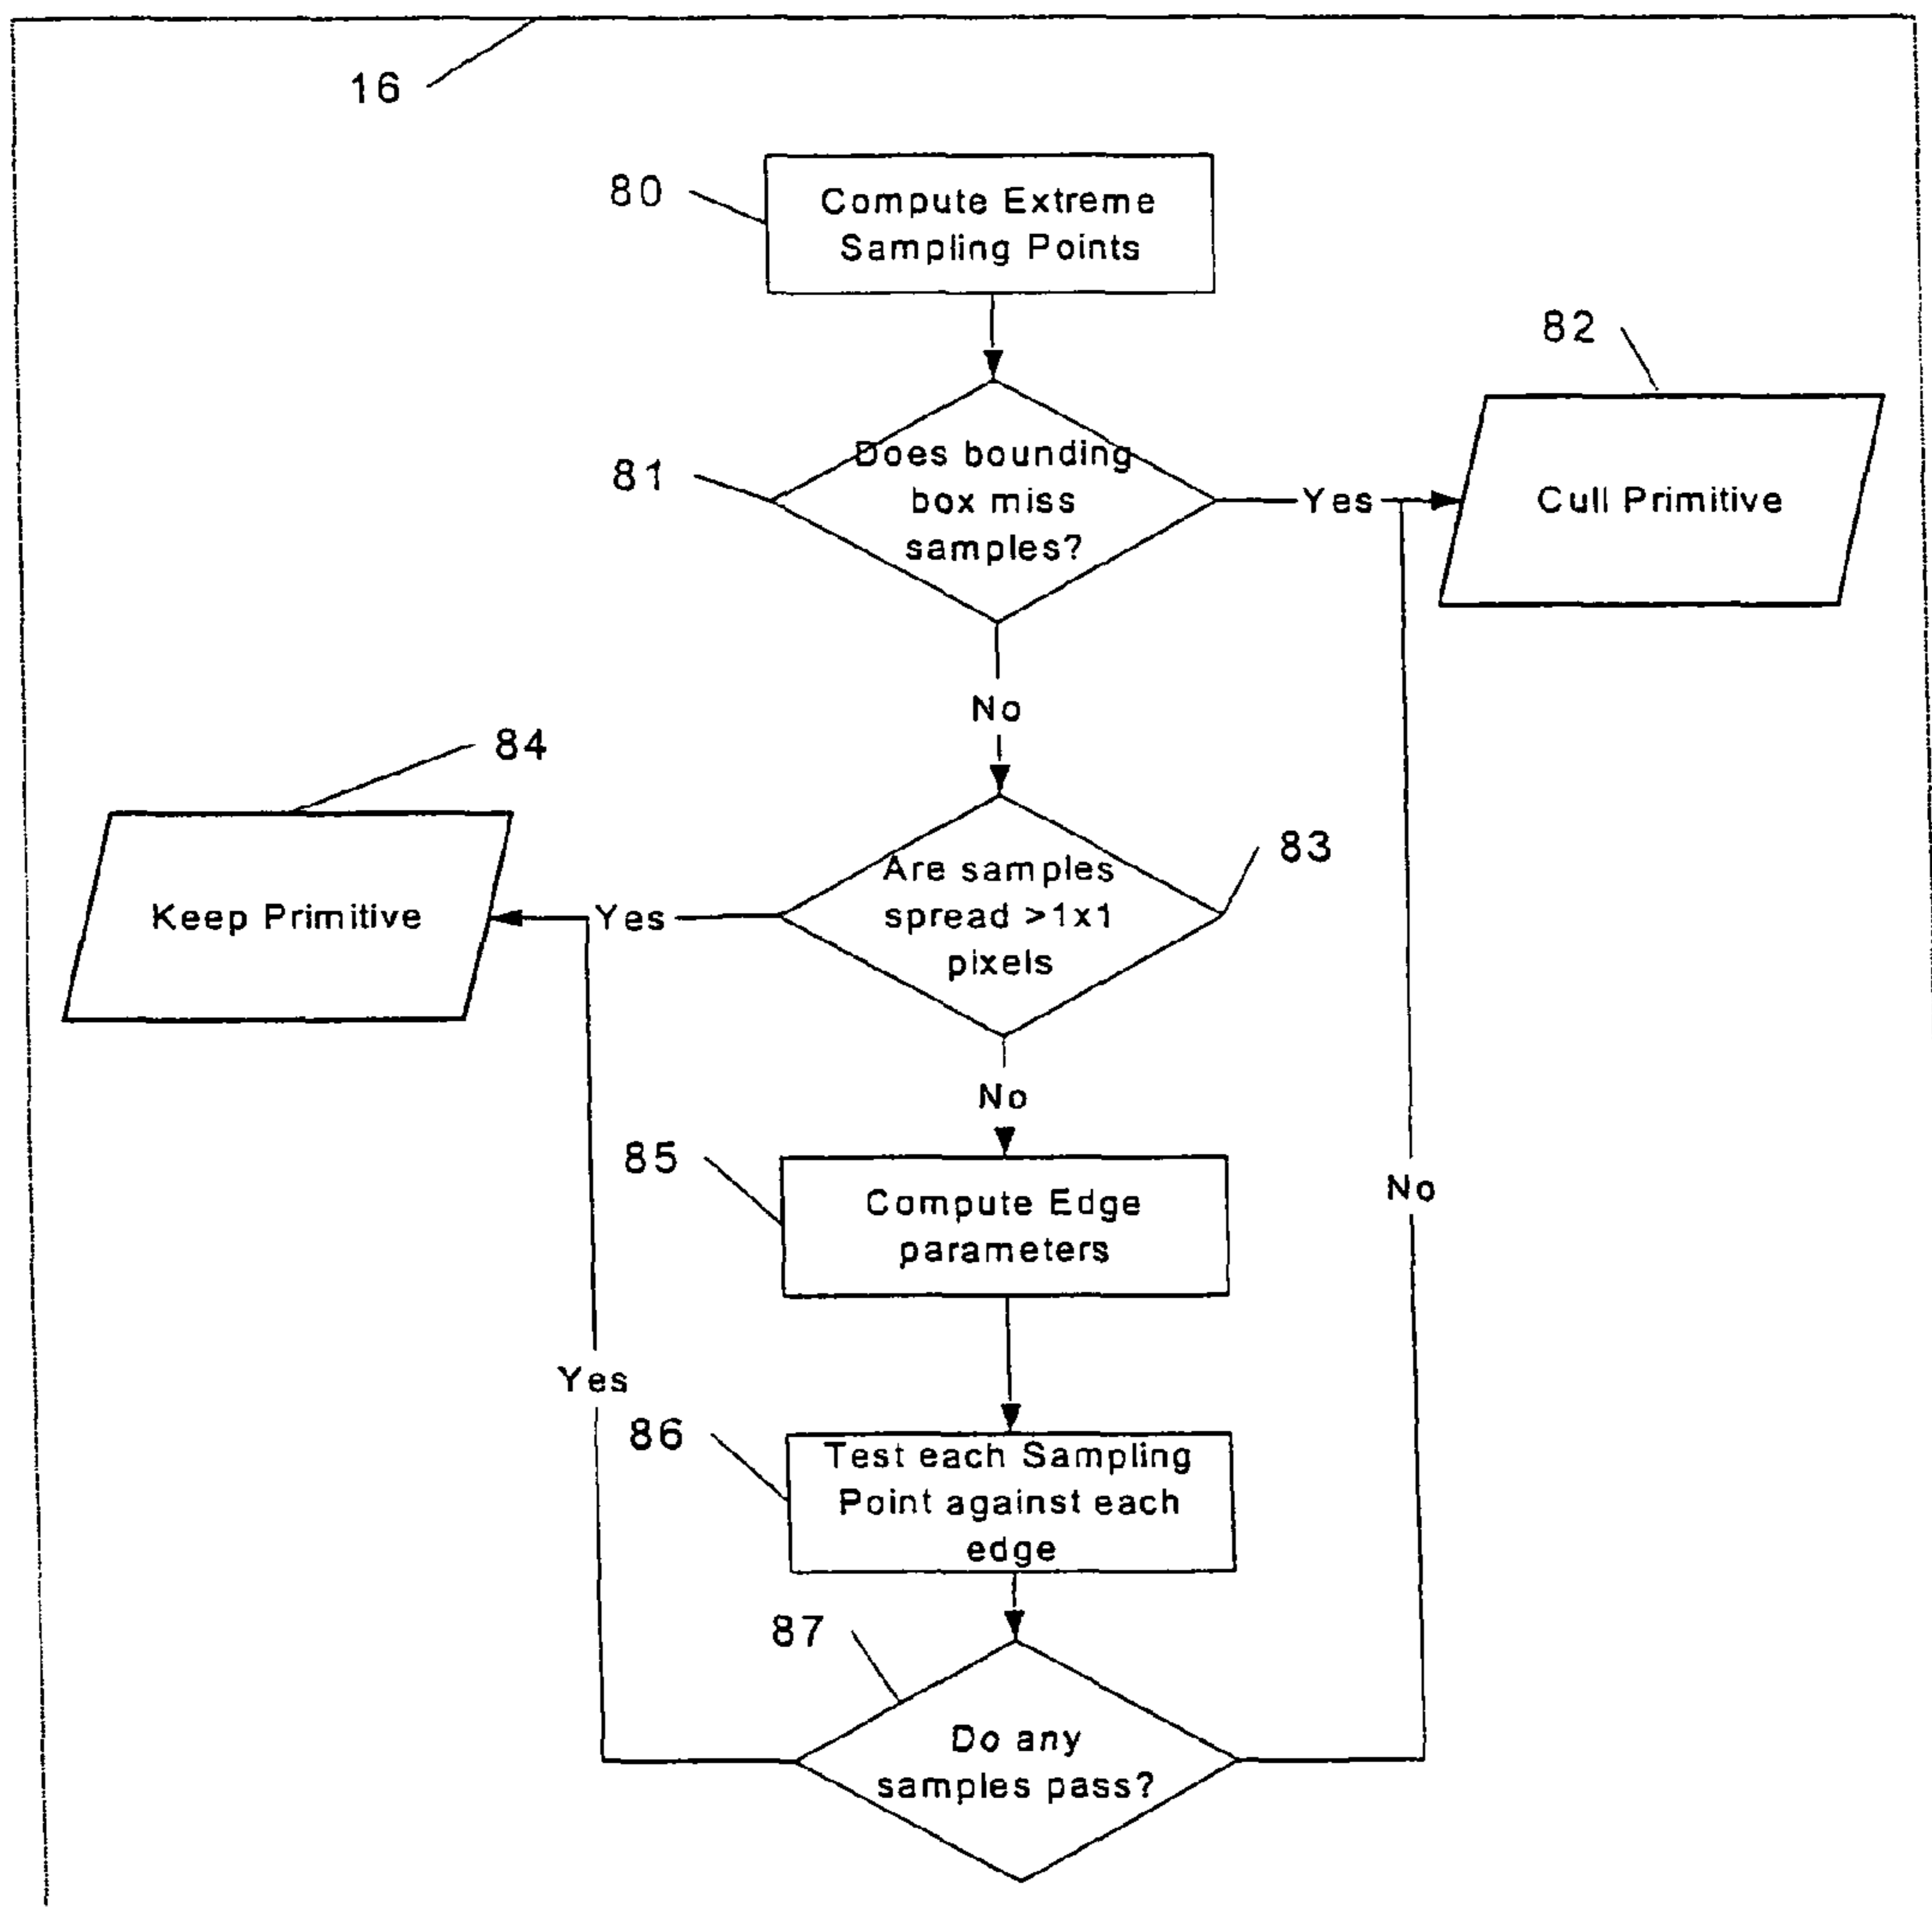 16
80
Compute Extreme
Sampling Points
82
81
Does bounding
box miss
samples?
Yes
Cull Primitive
No
84
83
Are samples
spread >1x1
pixels
Yes
Keep Primitive
No
85
Compute Edge
parameters
No
Yes
86
Test each Sampling
Point against each
edge
87
Do any
samples pass?